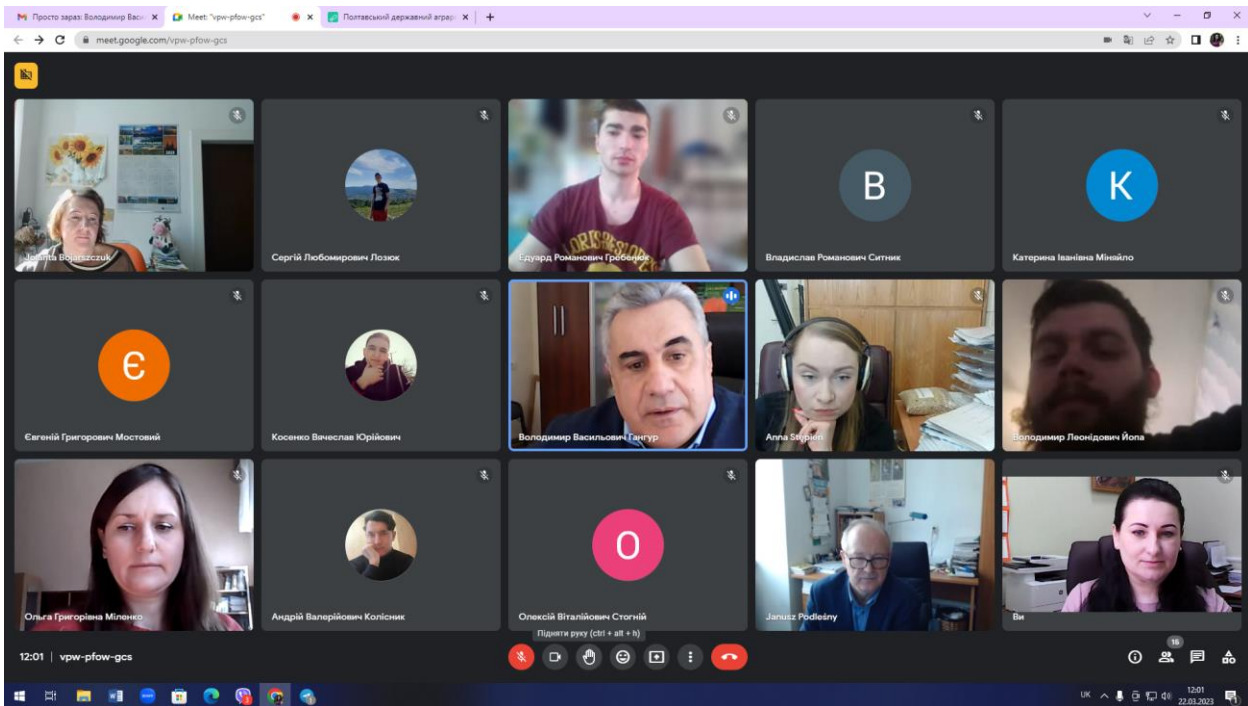 Просто зараз: Володимир Васи
Meet: "vpw-pfow-gcs"
Полтавський державний аграр
meet.google.com/vpw-pfow-gcs
Jolanta Bojarszczuk
Сергій Любомирович Лозюк
Едуард Романович Гребенюк
В
Владислав Романович Ситник
К
Катерина Іванівна Міняйло
Є
Євгеній Григорович Мостовий
Косенко Вячеслав Юрійович
Володимир Васильович Гангур
Anna Stępień
Володимир Леонідович Йопа
Ольга Григорівна Міленко
Андрій Валерійович Колісник
О
Олексій Віталійович Стогній
Janusz Podleśny
Ви
Підняти руку (ctrl + alt + h)
12:01 | vpw-pfow-gcs
15
UK
12:01
22.03.2023